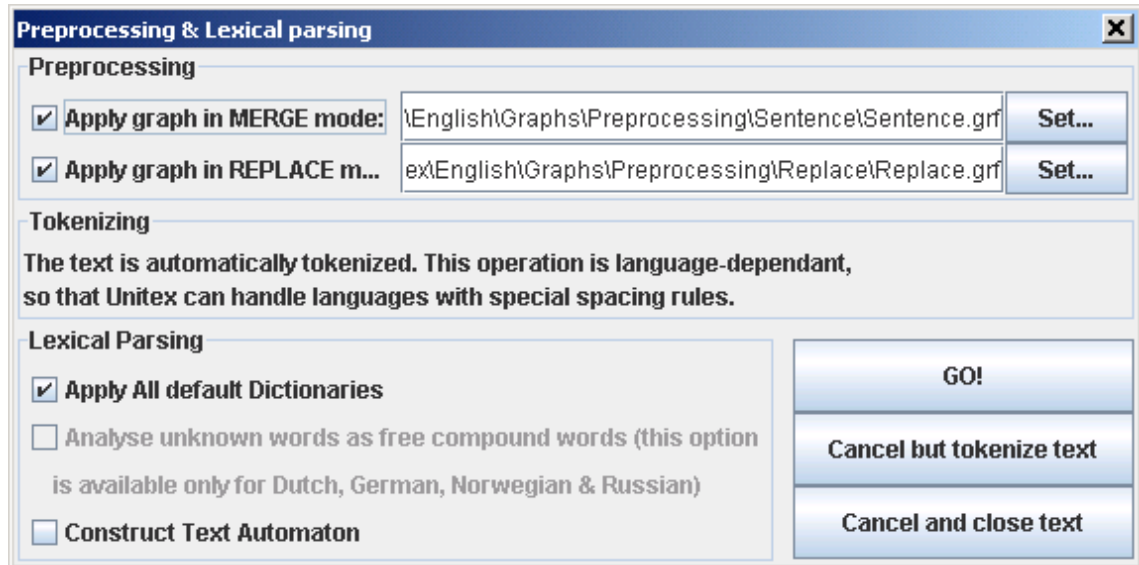 Preprocessing & Lexical parsing
Preprocessing
Apply graph in MERGE mode: \English\Graphs\Preprocessing\Sentence\Sentence.grf Set...
Apply graph in REPLACE m... ex\English\Graphs\Preprocessing\Replace\Replace.grf Set...
Tokenizing
The text is automatically tokenized. This operation is language-dependant,
so that Unitex can handle languages with special spacing rules.
Lexical Parsing
Apply All default Dictionaries
Analyse unknown words as free compound words (this option
is available only for Dutch, German, Norwegian & Russian)
Construct Text Automaton
GO!
Cancel but tokenize text
Cancel and close text